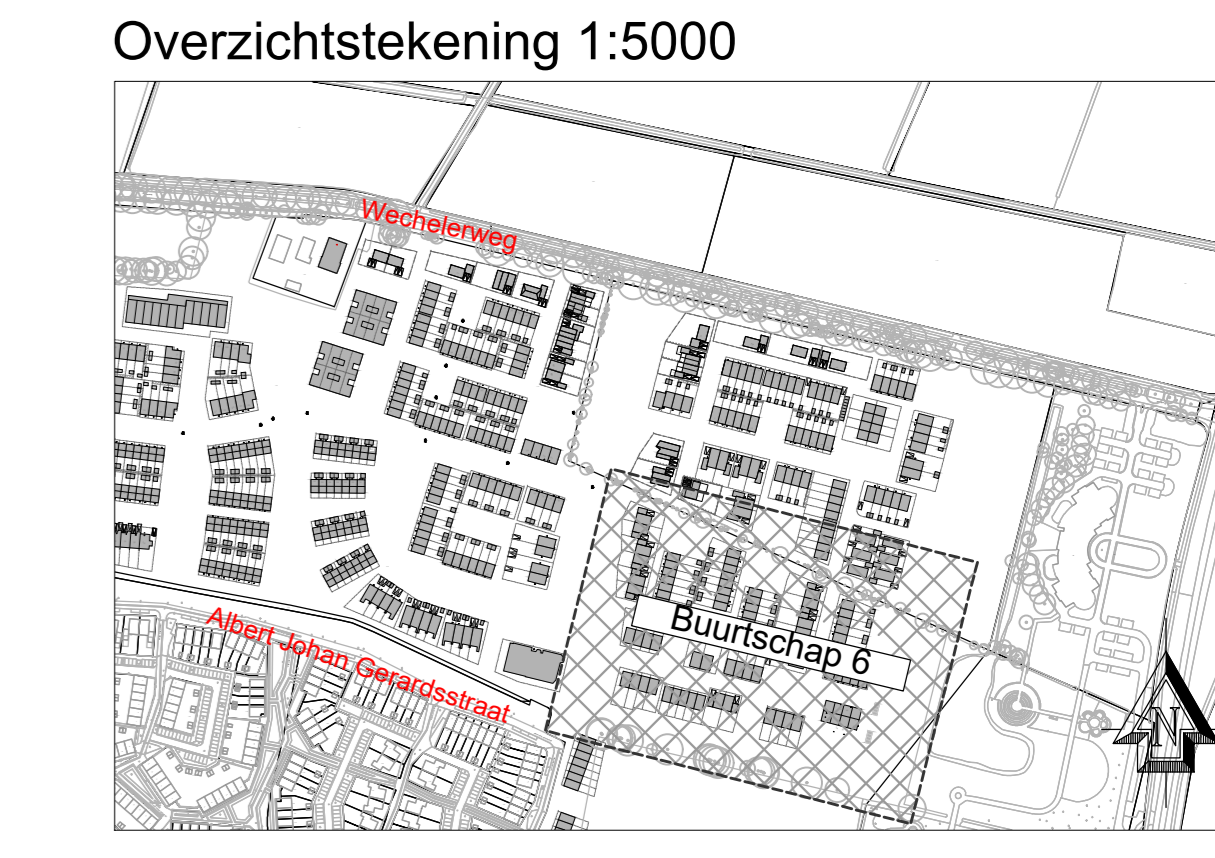 Overzichtstekening 1:5000
Wechelerweg
Albert Johan Gerardsstraat
Buurtschap 6
N